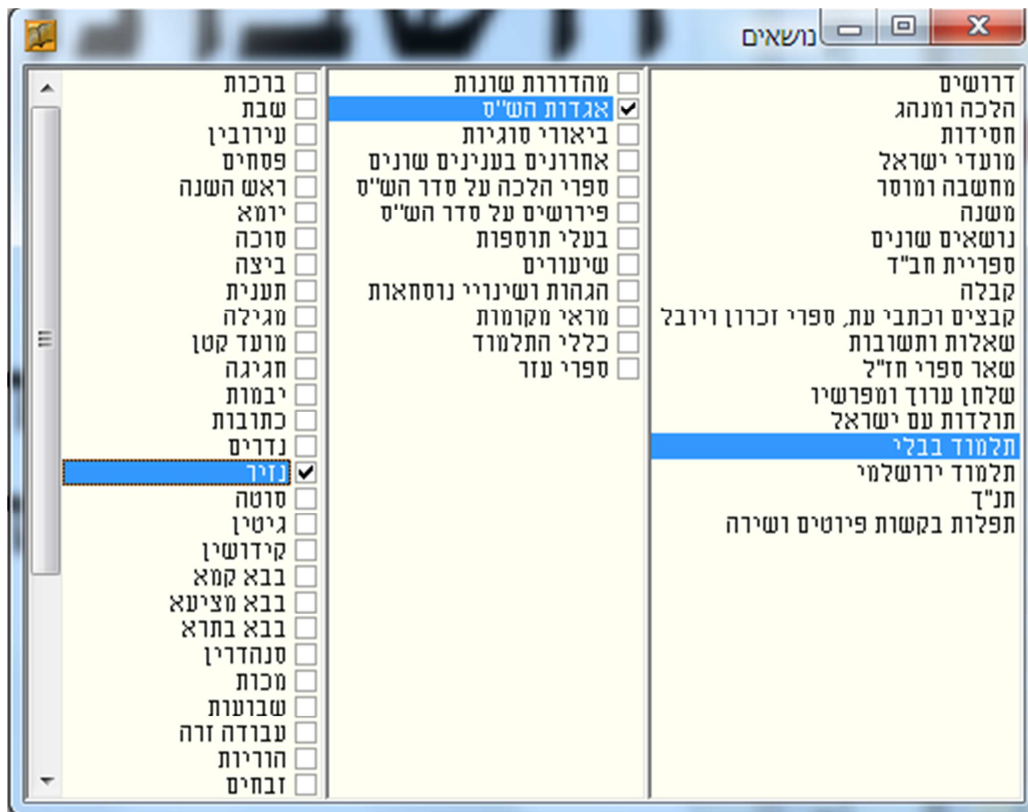 נושאים
דרושים
הלכה ומנהג
חסידות
מועדי ישראל
מחשבה ומוסר
משנה
נושאים שונים
ספריית חב"ד
קבלה
קבצים וכתבי עת, ספרי זכרון ויובל
שאלות ותשובות
שאר ספרי חז"ל
שלחן ערוך ומפרשיו
תולדות עם ישראל
תלמוד בבלי
תלמוד ירושלמי
תנ"ך
תפלות בקשות פיוטים ושירה
מהדורות שונות
אגדות הש"ס
ביאורי סוגיות
אחרונים בענינים שונים
ספרי הלכה על סדר הש"ס
פירושים על סדר הש"ס
בעלי תוספות
שיעורים
הגהות ושינויי נוסחאות
מראי מקומות
כללי התלמוד
ספרי עזר
ברכות
שבת
עירובין
פסחים
ראש השנה
יומא
סוכה
ביצה
תענית
מגילה
מועד קטן
חגיגה
יבמות
כתובות
נדרים
נזיר
סוטה
גיטין
קידושין
בבא קמא
בבא מציעא
בבא בתרא
סנהדרין
מכות
שבועות
עבודה זרה
הוריות
זבחים